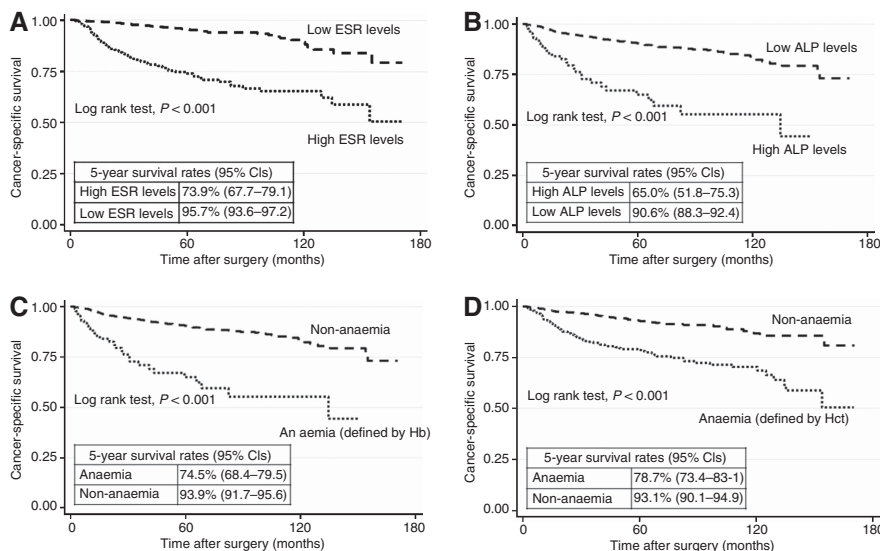 A
1.00
Low ESR levels
0.75
Log rank test, P < 0.001
0.50
High ESR levels
Cancer-specific survival
0.25
5-year survival rates (95% CIs)
High ESR levels 73.9% (67.7–79.1)
Low ESR levels 95.7% (93.6–97.2)
0.00
0 60 120 180
Time after surgery (months)
B
1.00
Low ALP levels
0.75
Log rank test, P < 0.001
0.50
High ALP levels
Cancer-specific survival
0.25
5-year survival rates (95% CIs)
High ALP levels 65.0% (51.8–75.3)
Low ALP levels 90.6% (88.3–92.4)
0.00
0 60 120 180
Time after surgery (months)
C
1.00
Non-anaemia
0.75
Log rank test, P < 0.001
0.50
An aemia (defined by Hb)
Cancer-specific survival
0.25
5-year survival rates (95% CIs)
Anaemia 74.5% (68.4–79.5)
Non-anaemia 93.9% (91.7–95.6)
0.00
0 60 120 180
Time after surgery (months)
D
1.00
Non-anaemia
0.75
Log rank test, P < 0.001
0.50
Anaemia (defined by Hct)
Cancer-specific survival
0.25
5-year survival rates (95% CIs)
Anaemia 78.7% (73.4–83-1)
Non-anaemia 93.1% (90.1–94.9)
0.00
0 60 120 180
Time after surgery (months)